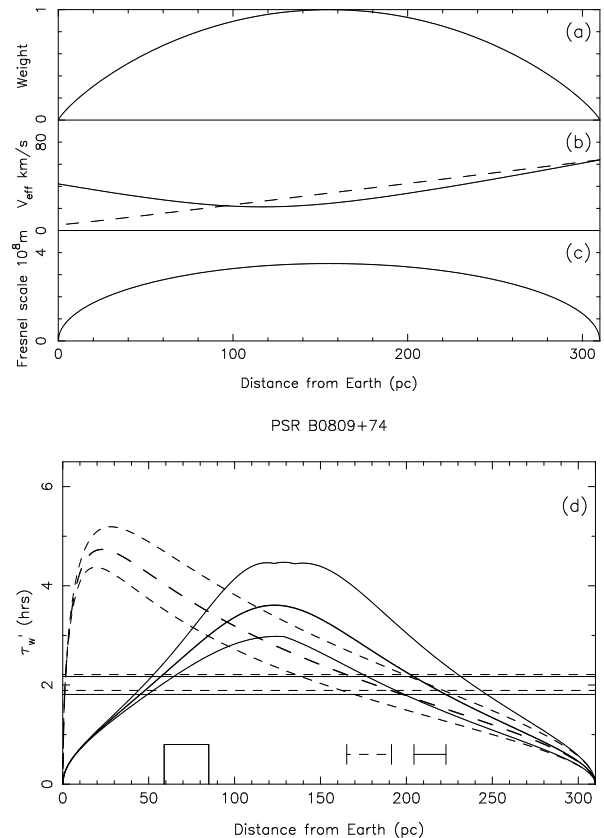 1
(a)
Weight
0
80
(b)
V_eff km/s
0
4
(c)
Fresnel scale 10^8m
0
0 100 200 300
Distance from Earth (pc)
PSR B0809+74
6
(d)
4
τ_w' (hrs)
2
0
0 50 100 150 200 250 300
Distance from Earth (pc)